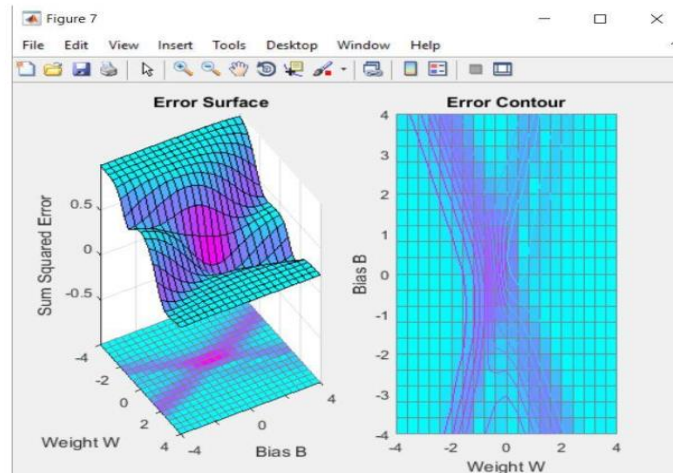 Figure 7
File Edit View Insert Tools Desktop Window Help
Error Surface
Sum Squared Error
0.5
0
-0.5
-4
-2
0
2
4
Weight W
-4
0
4
Bias B
Error Contour
Bias B
4
3
2
1
0
-1
-2
-3
-4
-4 -2 0 2 4
Weight W